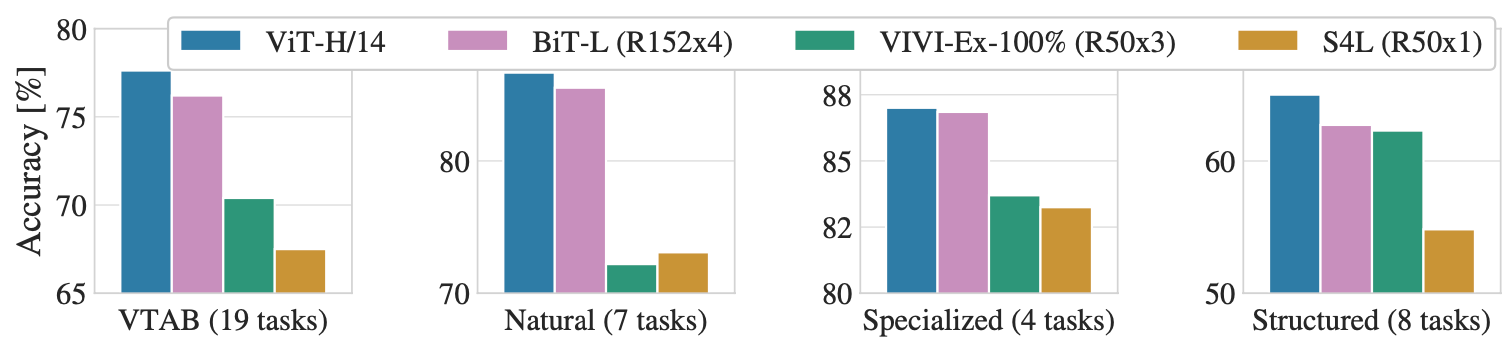 ViT-H/14 BiT-L (R152x4) VIVI-Ex-100% (R50x3) S4L (R50x1)
Accuracy [%]
80
75
70
65
VTAB (19 tasks)
80
70
Natural (7 tasks)
88
85
82
80
Specialized (4 tasks)
60
50
Structured (8 tasks)